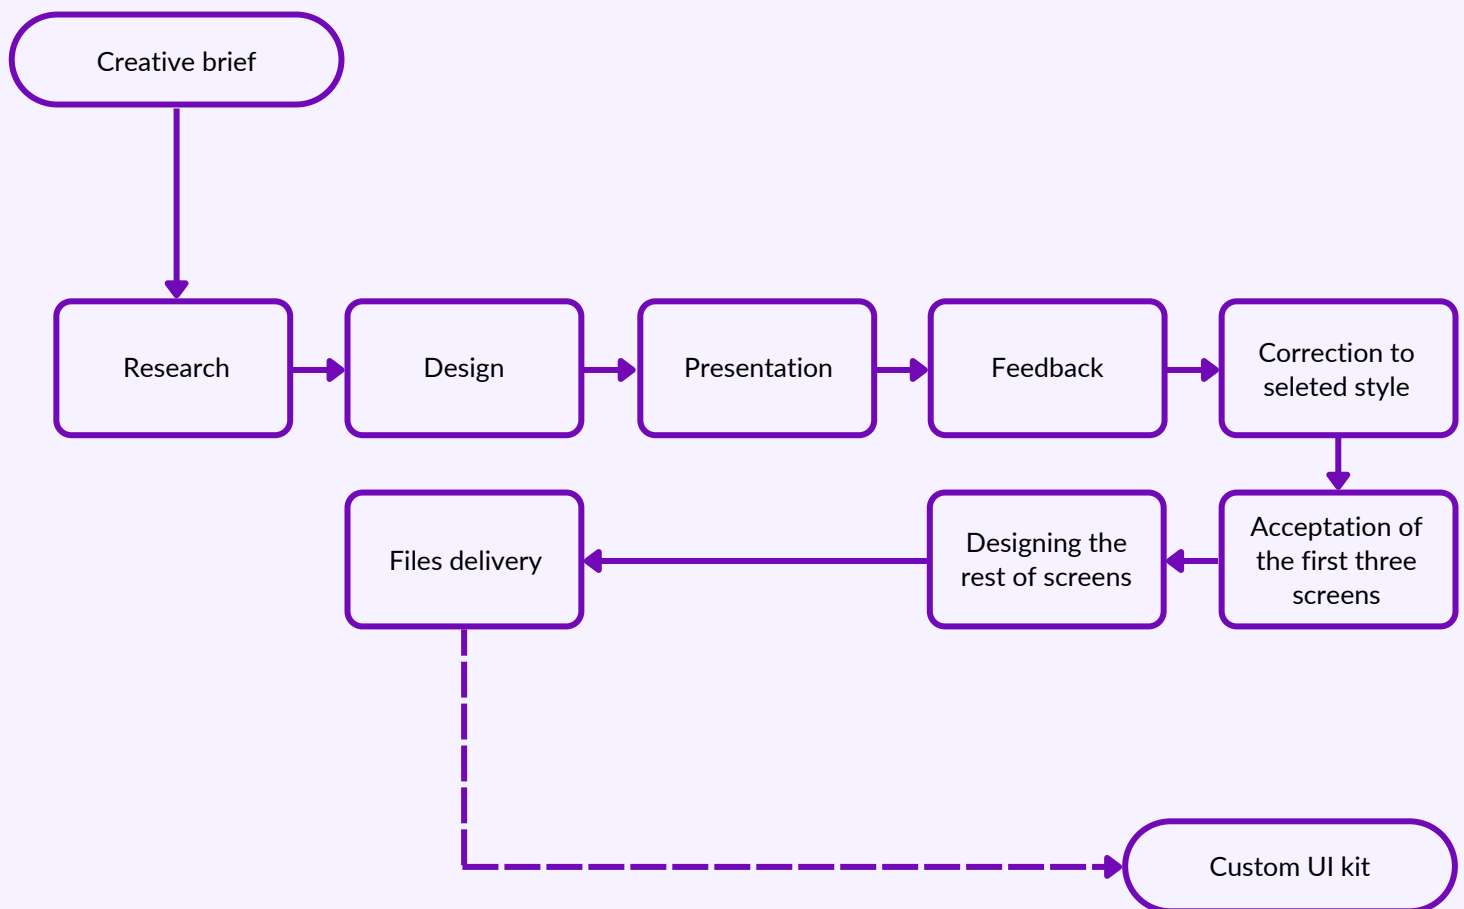 Creative brief
Research
Design
Presentation
Feedback
Correction to
seleted style
Acceptation of
the first three
screens
Designing the
rest of screens
Files delivery
Custom UI kit